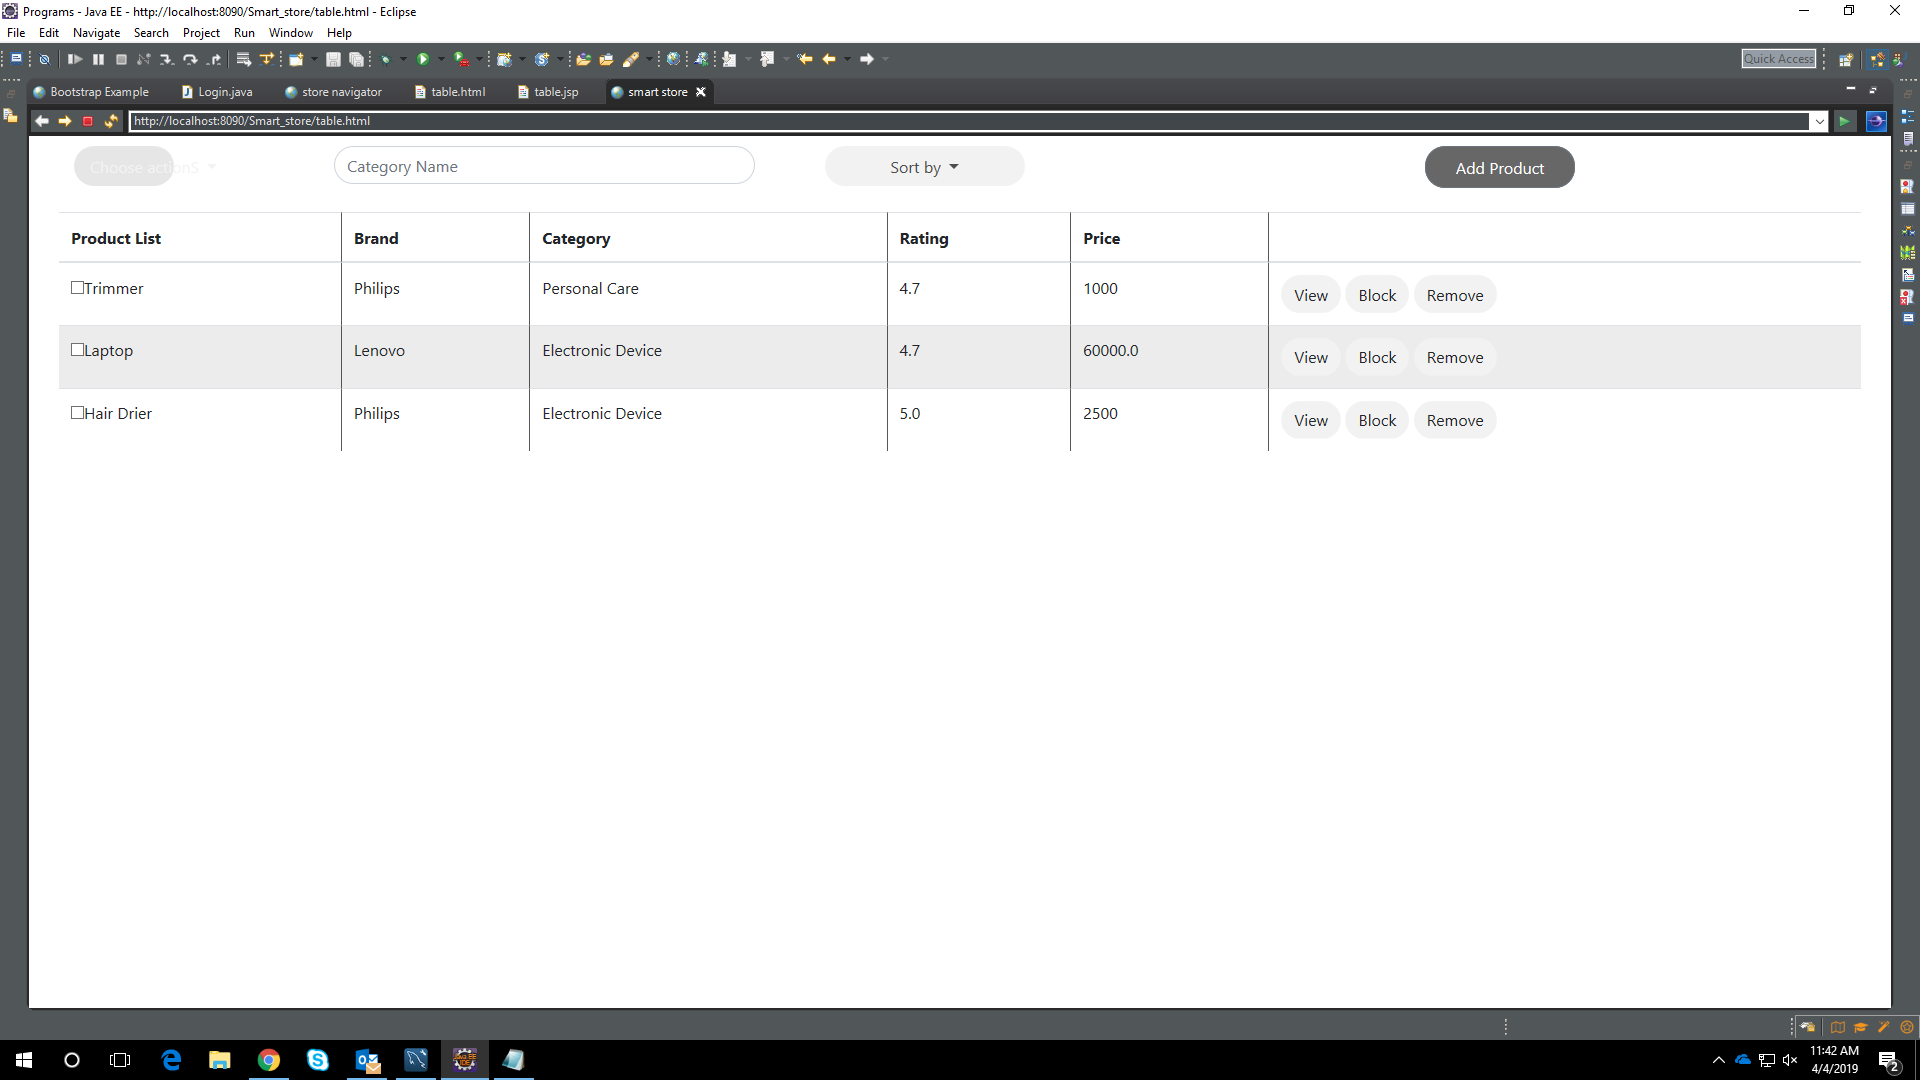 Programs - Java EE - http://localhost:8090/Smart_store/table.html - Eclipse
File Edit Navigate Search Project Run Window Help
Quick Access
Bootstrap Example Login.java store navigator table.html table.jsp smart store
http://localhost:8090/Smart_store/table.html
Choose actionS Category Name Sort by Add Product
Product List Brand Category Rating Price
Trimmer Philips Personal Care 4.7 1000 View Block Remove
Laptop Lenovo Electronic Device 4.7 60000.0 View Block Remove
Hair Drier Philips Electronic Device 5.0 2500 View Block Remove
11:42 AM
4/4/2019
2